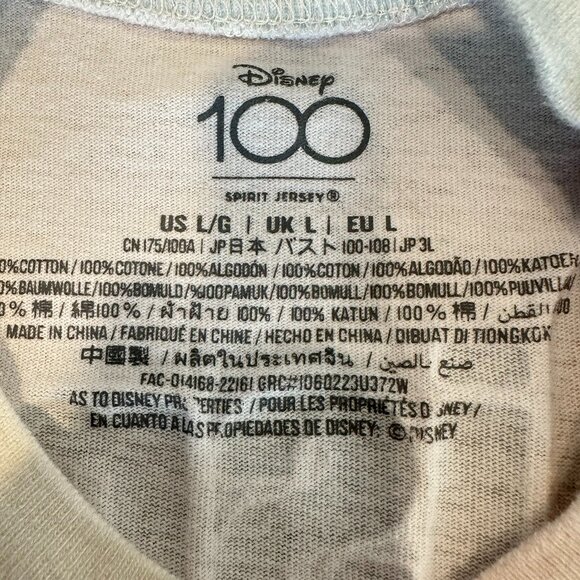 Disney
100
SPIRIT JERSEY®
US L/G | UK L | EU L
CN 175/100A | JP日本 バスト 100-108 | JP 3L
0%COTTON/100%COTONE/100%ALGODÓN/100%COTON/100%ALGODÃO/100%KATOEN
%BAUMWOLLE/100%BOMULD/%100PAMUK/100%BOMULL/100%BOMULL/100%PUUVILLA/
0% 棉 / 綿100% / ฝ้าฝ้าย 100% / 100% KATUN / 100% 棉 / القطن /
MADE IN CHINA / FABRIQUÉ EN CHINE / HECHO EN CHINA / DIBUAT DI TIONGKOK
中國製 / ผลิตในประเทศจีน / صنع بالصين /
FAC-014168-22161 GRC#1060223U372W
AS TO DISNEY PROPERTIES / POUR LES PROPRIÉTÉS DISNEY /
EN CUANTO A LAS PROPIEDADES DE DISNEY: © DISNEY